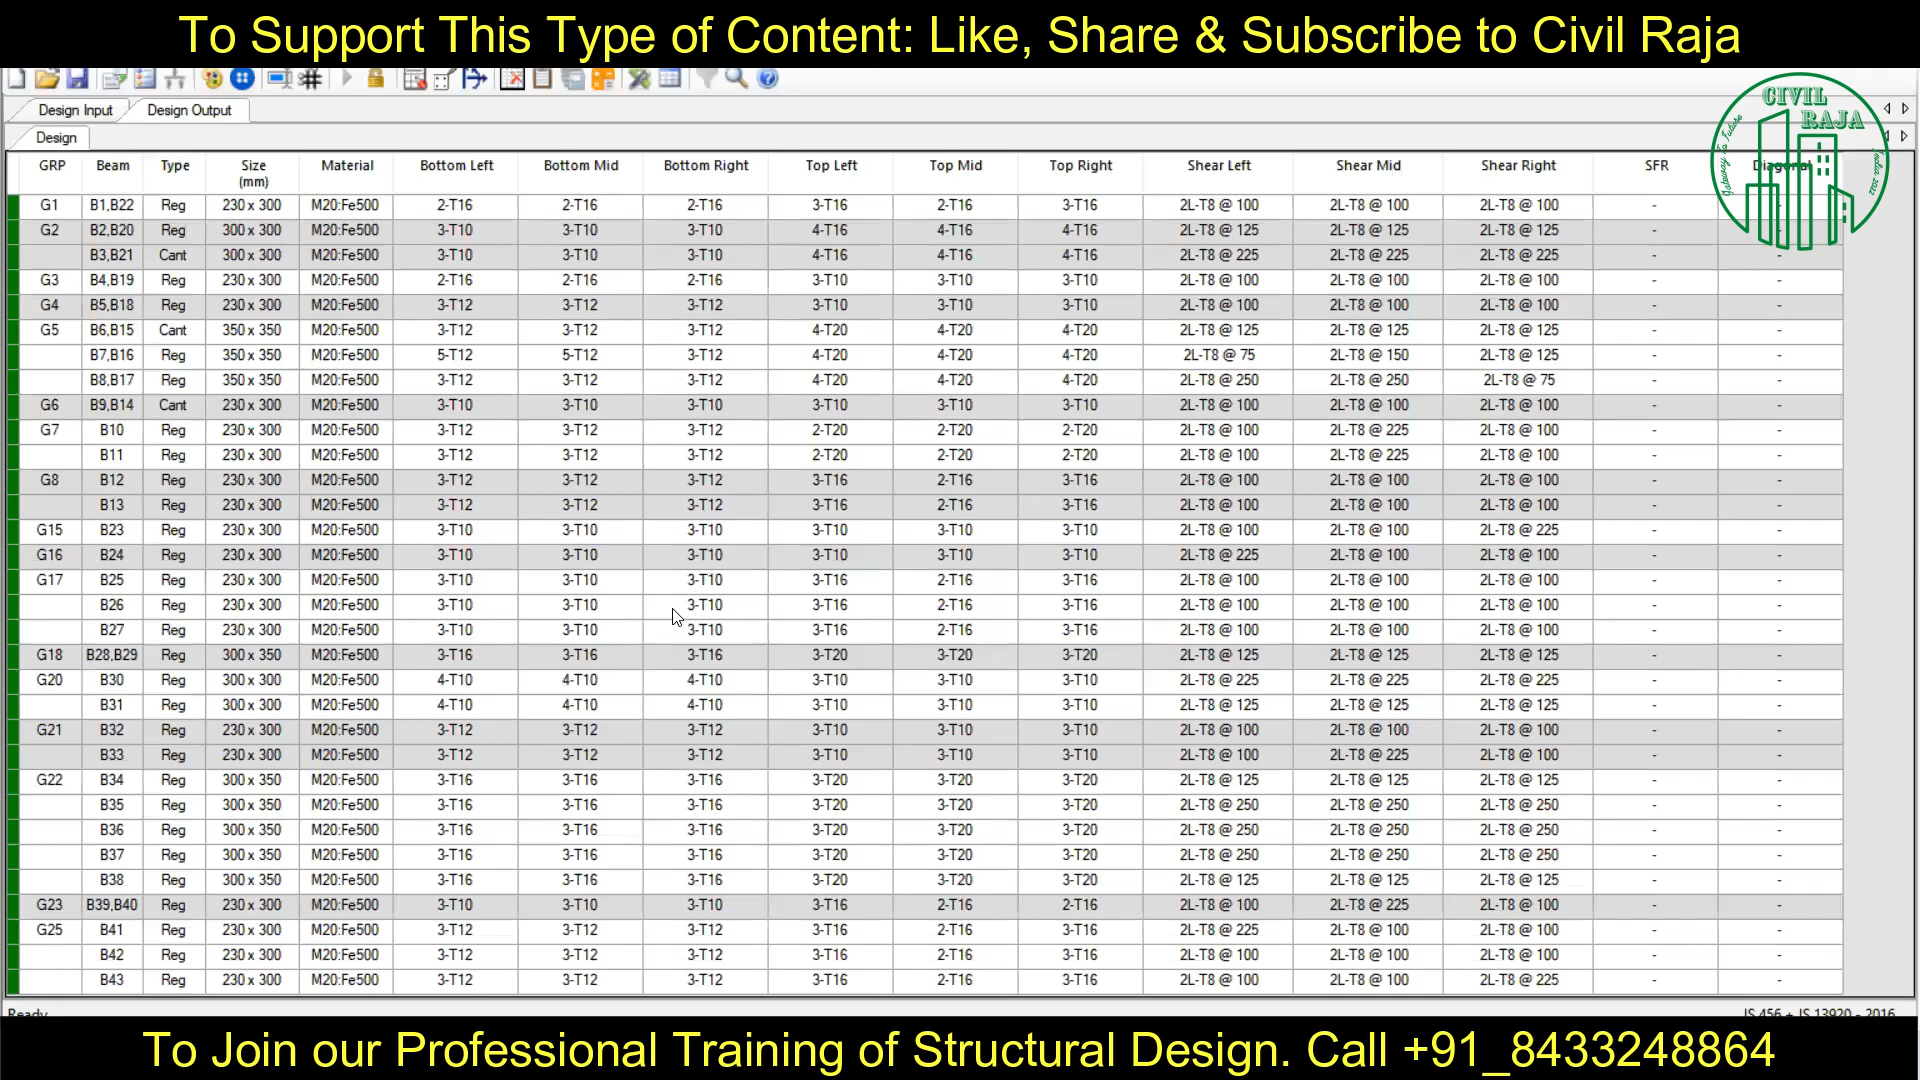 To Support This Type of Content: Like, Share & Subscribe to Civil Raja
Design Input Design Output
Design
CIVIL RAJA
Gateway To Future
India 2022
GRP Beam Type Size (mm) Material Bottom Left Bottom Mid Bottom Right Top Left Top Mid Top Right Shear Left Shear Mid Shear Right SFR Diagonal
G1 B1,B22 Reg 230 x 300 M20:Fe500 2-T16 2-T16 2-T16 3-T16 2-T16 3-T16 2L-T8 @ 100 2L-T8 @ 100 2L-T8 @ 100 - -
G2 B2,B20 Reg 300 x 300 M20:Fe500 3-T10 3-T10 3-T10 4-T16 4-T16 4-T16 2L-T8 @ 125 2L-T8 @ 125 2L-T8 @ 125 - -
B3,B21 Cant 300 x 300 M20:Fe500 3-T10 3-T10 3-T10 4-T16 4-T16 4-T16 2L-T8 @ 225 2L-T8 @ 225 2L-T8 @ 225 - -
G3 B4,B19 Reg 230 x 300 M20:Fe500 2-T16 2-T16 2-T16 3-T10 3-T10 3-T10 2L-T8 @ 100 2L-T8 @ 100 2L-T8 @ 100 - -
G4 B5,B18 Reg 230 x 300 M20:Fe500 3-T12 3-T12 3-T12 3-T10 3-T10 3-T10 2L-T8 @ 100 2L-T8 @ 100 2L-T8 @ 100 - -
G5 B6,B15 Cant 350 x 350 M20:Fe500 3-T12 3-T12 3-T12 4-T20 4-T20 4-T20 2L-T8 @ 125 2L-T8 @ 125 2L-T8 @ 125 - -
B7,B16 Reg 350 x 350 M20:Fe500 5-T12 5-T12 3-T12 4-T20 4-T20 4-T20 2L-T8 @ 75 2L-T8 @ 150 2L-T8 @ 125 - -
B8,B17 Reg 350 x 350 M20:Fe500 3-T12 3-T12 3-T12 4-T20 4-T20 4-T20 2L-T8 @ 250 2L-T8 @ 250 2L-T8 @ 75 - -
G6 B9,B14 Cant 230 x 300 M20:Fe500 3-T10 3-T10 3-T10 3-T10 3-T10 3-T10 2L-T8 @ 100 2L-T8 @ 100 2L-T8 @ 100 - -
G7 B10 Reg 230 x 300 M20:Fe500 3-T12 3-T12 3-T12 2-T20 2-T20 2-T20 2L-T8 @ 100 2L-T8 @ 225 2L-T8 @ 100 - -
B11 Reg 230 x 300 M20:Fe500 3-T12 3-T12 3-T12 2-T20 2-T20 2-T20 2L-T8 @ 100 2L-T8 @ 225 2L-T8 @ 100 - -
G8 B12 Reg 230 x 300 M20:Fe500 3-T12 3-T12 3-T12 3-T16 2-T16 3-T16 2L-T8 @ 100 2L-T8 @ 100 2L-T8 @ 100 - -
B13 Reg 230 x 300 M20:Fe500 3-T12 3-T12 3-T12 3-T16 2-T16 3-T16 2L-T8 @ 100 2L-T8 @ 100 2L-T8 @ 100 - -
G15 B23 Reg 230 x 300 M20:Fe500 3-T10 3-T10 3-T10 3-T10 3-T10 3-T10 2L-T8 @ 100 2L-T8 @ 100 2L-T8 @ 225 - -
G16 B24 Reg 230 x 300 M20:Fe500 3-T10 3-T10 3-T10 3-T10 3-T10 3-T10 2L-T8 @ 225 2L-T8 @ 100 2L-T8 @ 100 - -
G17 B25 Reg 230 x 300 M20:Fe500 3-T10 3-T10 3-T10 3-T16 2-T16 3-T16 2L-T8 @ 100 2L-T8 @ 100 2L-T8 @ 100 - -
B26 Reg 230 x 300 M20:Fe500 3-T10 3-T10 3-T10 3-T16 2-T16 3-T16 2L-T8 @ 100 2L-T8 @ 100 2L-T8 @ 100 - -
B27 Reg 230 x 300 M20:Fe500 3-T10 3-T10 3-T10 3-T16 2-T16 3-T16 2L-T8 @ 100 2L-T8 @ 100 2L-T8 @ 100 - -
G18 B28,B29 Reg 300 x 350 M20:Fe500 3-T16 3-T16 3-T16 3-T20 3-T20 3-T20 2L-T8 @ 125 2L-T8 @ 125 2L-T8 @ 125 - -
G20 B30 Reg 300 x 300 M20:Fe500 4-T10 4-T10 4-T10 3-T10 3-T10 3-T10 2L-T8 @ 225 2L-T8 @ 225 2L-T8 @ 225 - -
B31 Reg 300 x 300 M20:Fe500 4-T10 4-T10 4-T10 3-T10 3-T10 3-T10 2L-T8 @ 125 2L-T8 @ 125 2L-T8 @ 125 - -
G21 B32 Reg 230 x 300 M20:Fe500 3-T12 3-T12 3-T12 3-T10 3-T10 3-T10 2L-T8 @ 100 2L-T8 @ 100 2L-T8 @ 100 - -
B33 Reg 230 x 300 M20:Fe500 3-T12 3-T12 3-T12 3-T10 3-T10 3-T10 2L-T8 @ 100 2L-T8 @ 225 2L-T8 @ 100 - -
G22 B34 Reg 300 x 350 M20:Fe500 3-T16 3-T16 3-T16 3-T20 3-T20 3-T20 2L-T8 @ 125 2L-T8 @ 125 2L-T8 @ 125 - -
B35 Reg 300 x 350 M20:Fe500 3-T16 3-T16 3-T16 3-T20 3-T20 3-T20 2L-T8 @ 250 2L-T8 @ 250 2L-T8 @ 250 - -
B36 Reg 300 x 350 M20:Fe500 3-T16 3-T16 3-T16 3-T20 3-T20 3-T20 2L-T8 @ 250 2L-T8 @ 250 2L-T8 @ 250 - -
B37 Reg 300 x 350 M20:Fe500 3-T16 3-T16 3-T16 3-T20 3-T20 3-T20 2L-T8 @ 250 2L-T8 @ 250 2L-T8 @ 250 - -
B38 Reg 300 x 350 M20:Fe500 3-T16 3-T16 3-T16 3-T20 3-T20 3-T20 2L-T8 @ 125 2L-T8 @ 125 2L-T8 @ 125 - -
G23 B39,B40 Reg 230 x 300 M20:Fe500 3-T10 3-T10 3-T10 3-T16 2-T16 2-T16 2L-T8 @ 100 2L-T8 @ 225 2L-T8 @ 100 - -
G25 B41 Reg 230 x 300 M20:Fe500 3-T12 3-T12 3-T12 3-T16 2-T16 3-T16 2L-T8 @ 225 2L-T8 @ 100 2L-T8 @ 100 - -
B42 Reg 230 x 300 M20:Fe500 3-T12 3-T12 3-T12 3-T16 2-T16 3-T16 2L-T8 @ 100 2L-T8 @ 100 2L-T8 @ 100 - -
B43 Reg 230 x 300 M20:Fe500 3-T12 3-T12 3-T12 3-T16 2-T16 3-T16 2L-T8 @ 100 2L-T8 @ 100 2L-T8 @ 225 - -
Ready IS 456 + IS 13920 - 2016
To Join our Professional Training of Structural Design. Call +91_8433248864